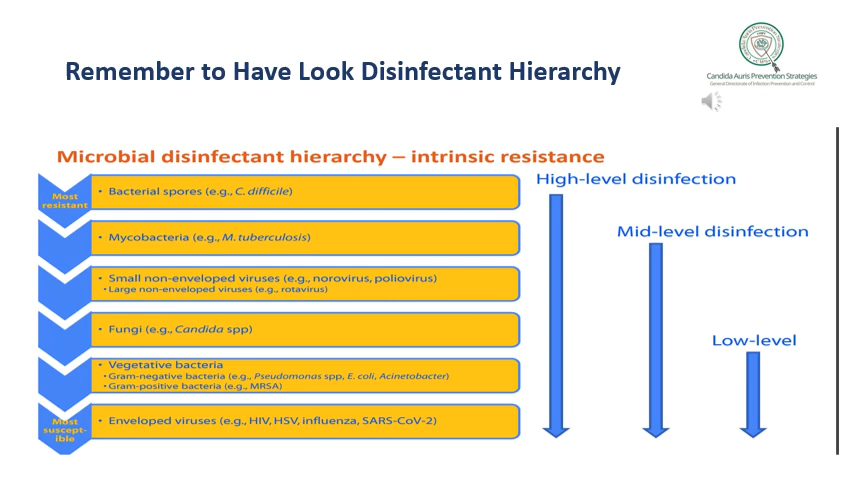 Remember to Have Look Disinfectant Hierarchy
Candida Auris Prevention Strategies
General Directorate of Infection Prevention and Control
Microbial disinfectant hierarchy – intrinsic resistance
High-level disinfection
Mid-level disinfection
Low-level
Most
resistant
• Bacterial spores (e.g., C. difficile)
• Mycobacteria (e.g., M. tuberculosis)
• Small non-enveloped viruses (e.g., norovirus, poliovirus)
• Large non-enveloped viruses (e.g., rotavirus)
• Fungi (e.g., Candida spp)
• Vegetative bacteria
• Gram-negative bacteria (e.g., Pseudomonas spp, E. coli, Acinetobacter)
• Gram-positive bacteria (e.g., MRSA)
Most
suscept-
ible
• Enveloped viruses (e.g., HIV, HSV, influenza, SARS-CoV-2)